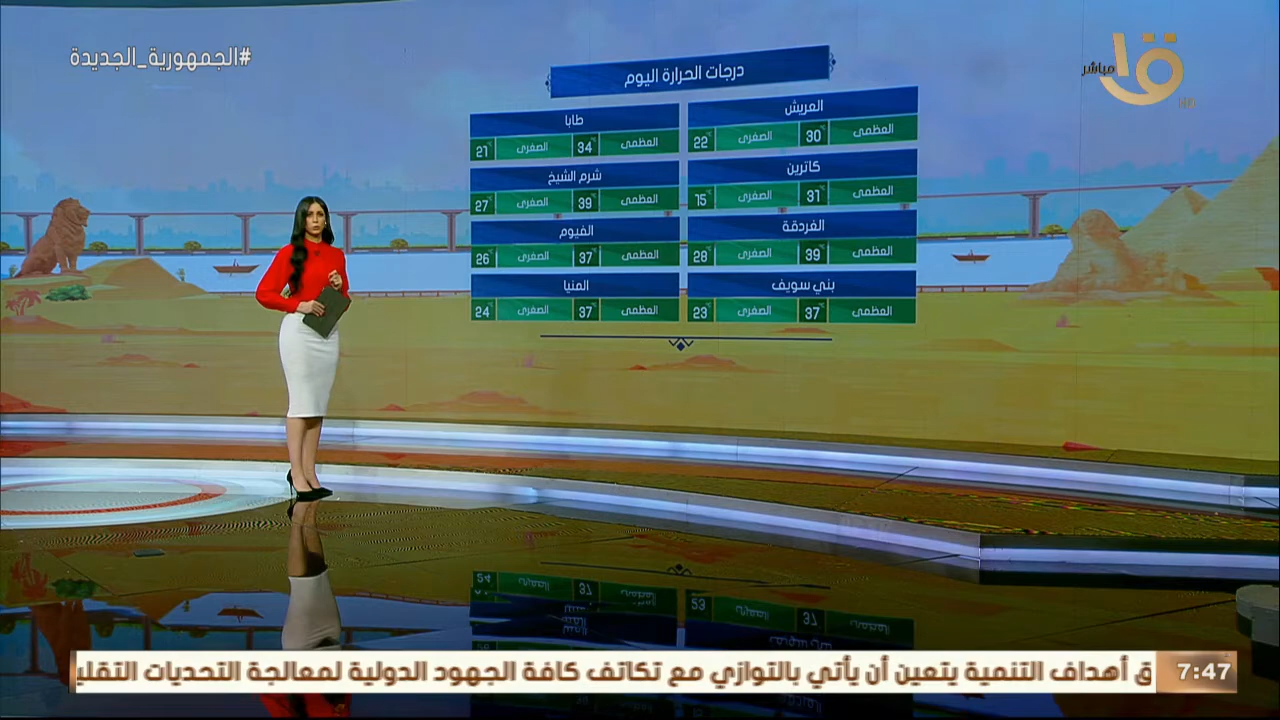 #الجمهورية_الجديدة
مباشر
HD
درجات الحرارة اليوم
العريش
العظمى 30 الصغرى 22
طابا
العظمى 34 الصغرى 21
كاترين
العظمى 31 الصغرى 15
شرم الشيخ
العظمى 39 الصغرى 27
الغردقة
العظمى 39 الصغرى 28
الفيوم
العظمى 37 الصغرى 26
بني سويف
العظمى 37 الصغرى 23
المنيا
العظمى 37 الصغرى 24
7:47 ق أهداف التنمية يتعين أن يأتي بالتوازي مع تكاتف كافة الجهود الدولية لمعالجة التحديات التقلي